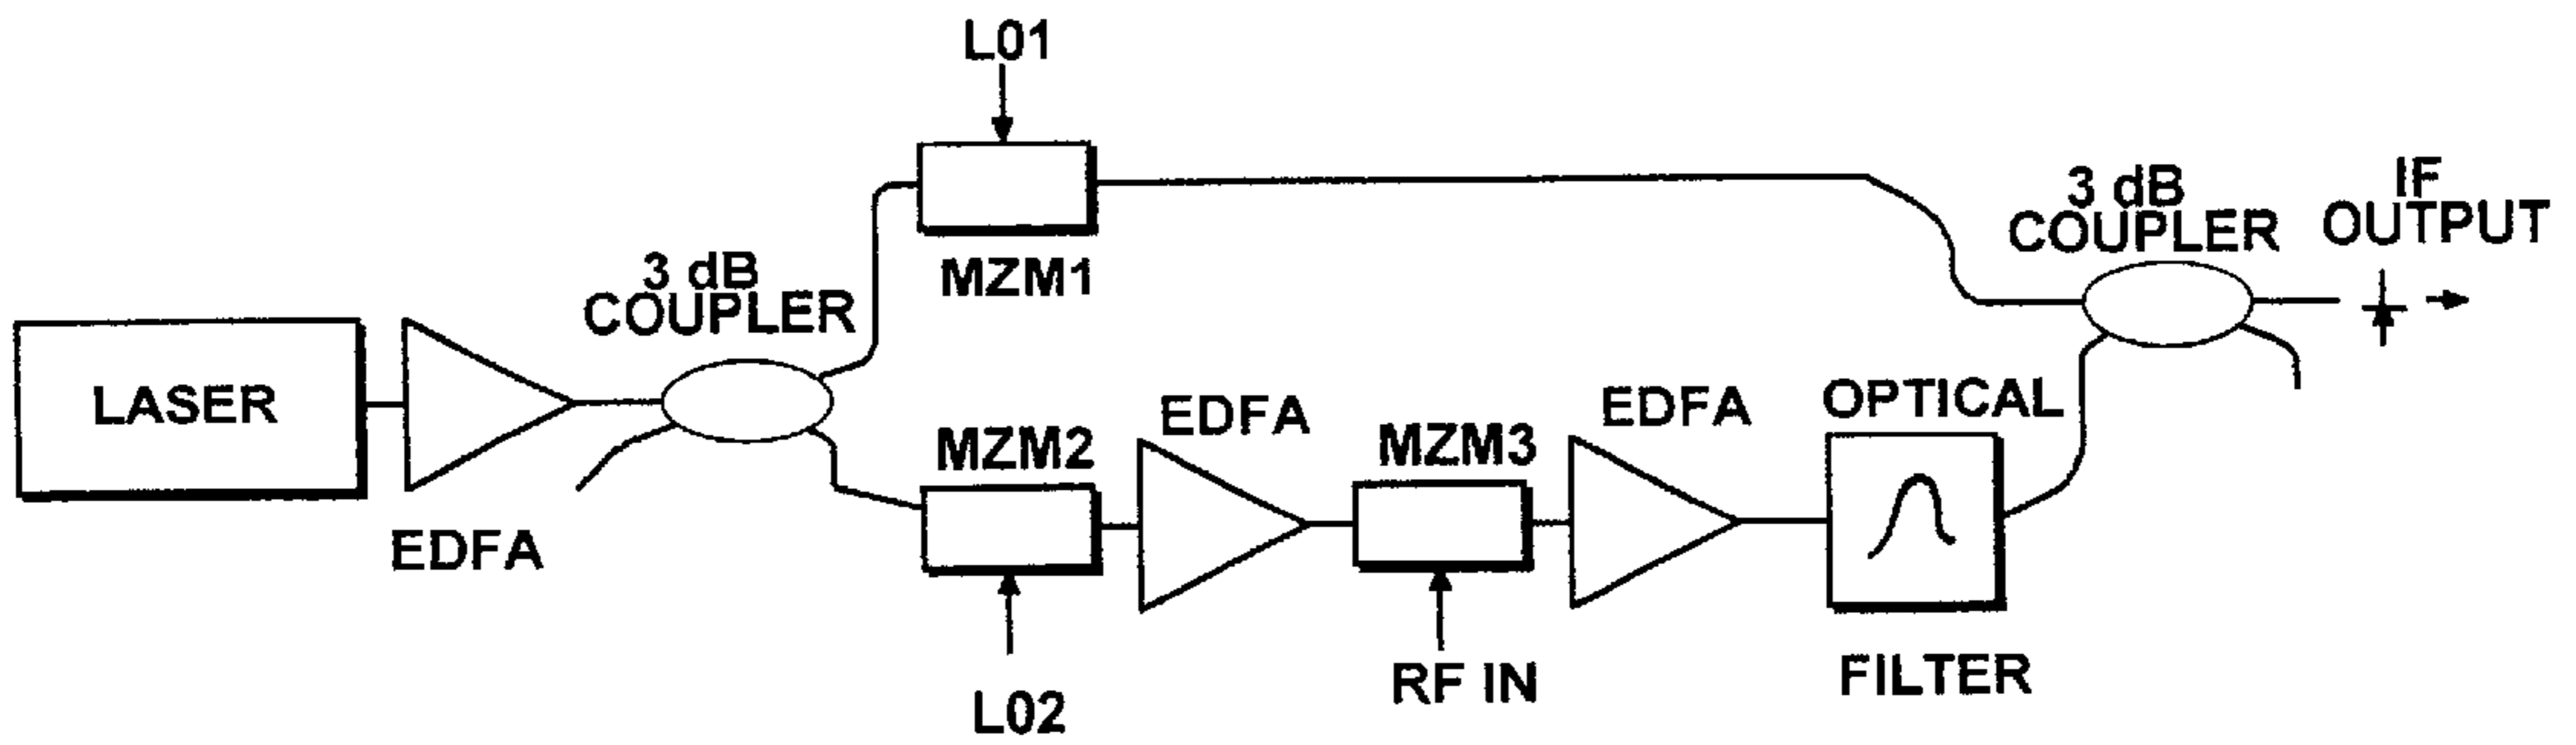 L01
MZM1
3 dB
COUPLER
LASER
EDFA
MZM2
L02
EDFA
MZM3
RF IN
EDFA
OPTICAL
FILTER
3 dB
COUPLER
IF
OUTPUT